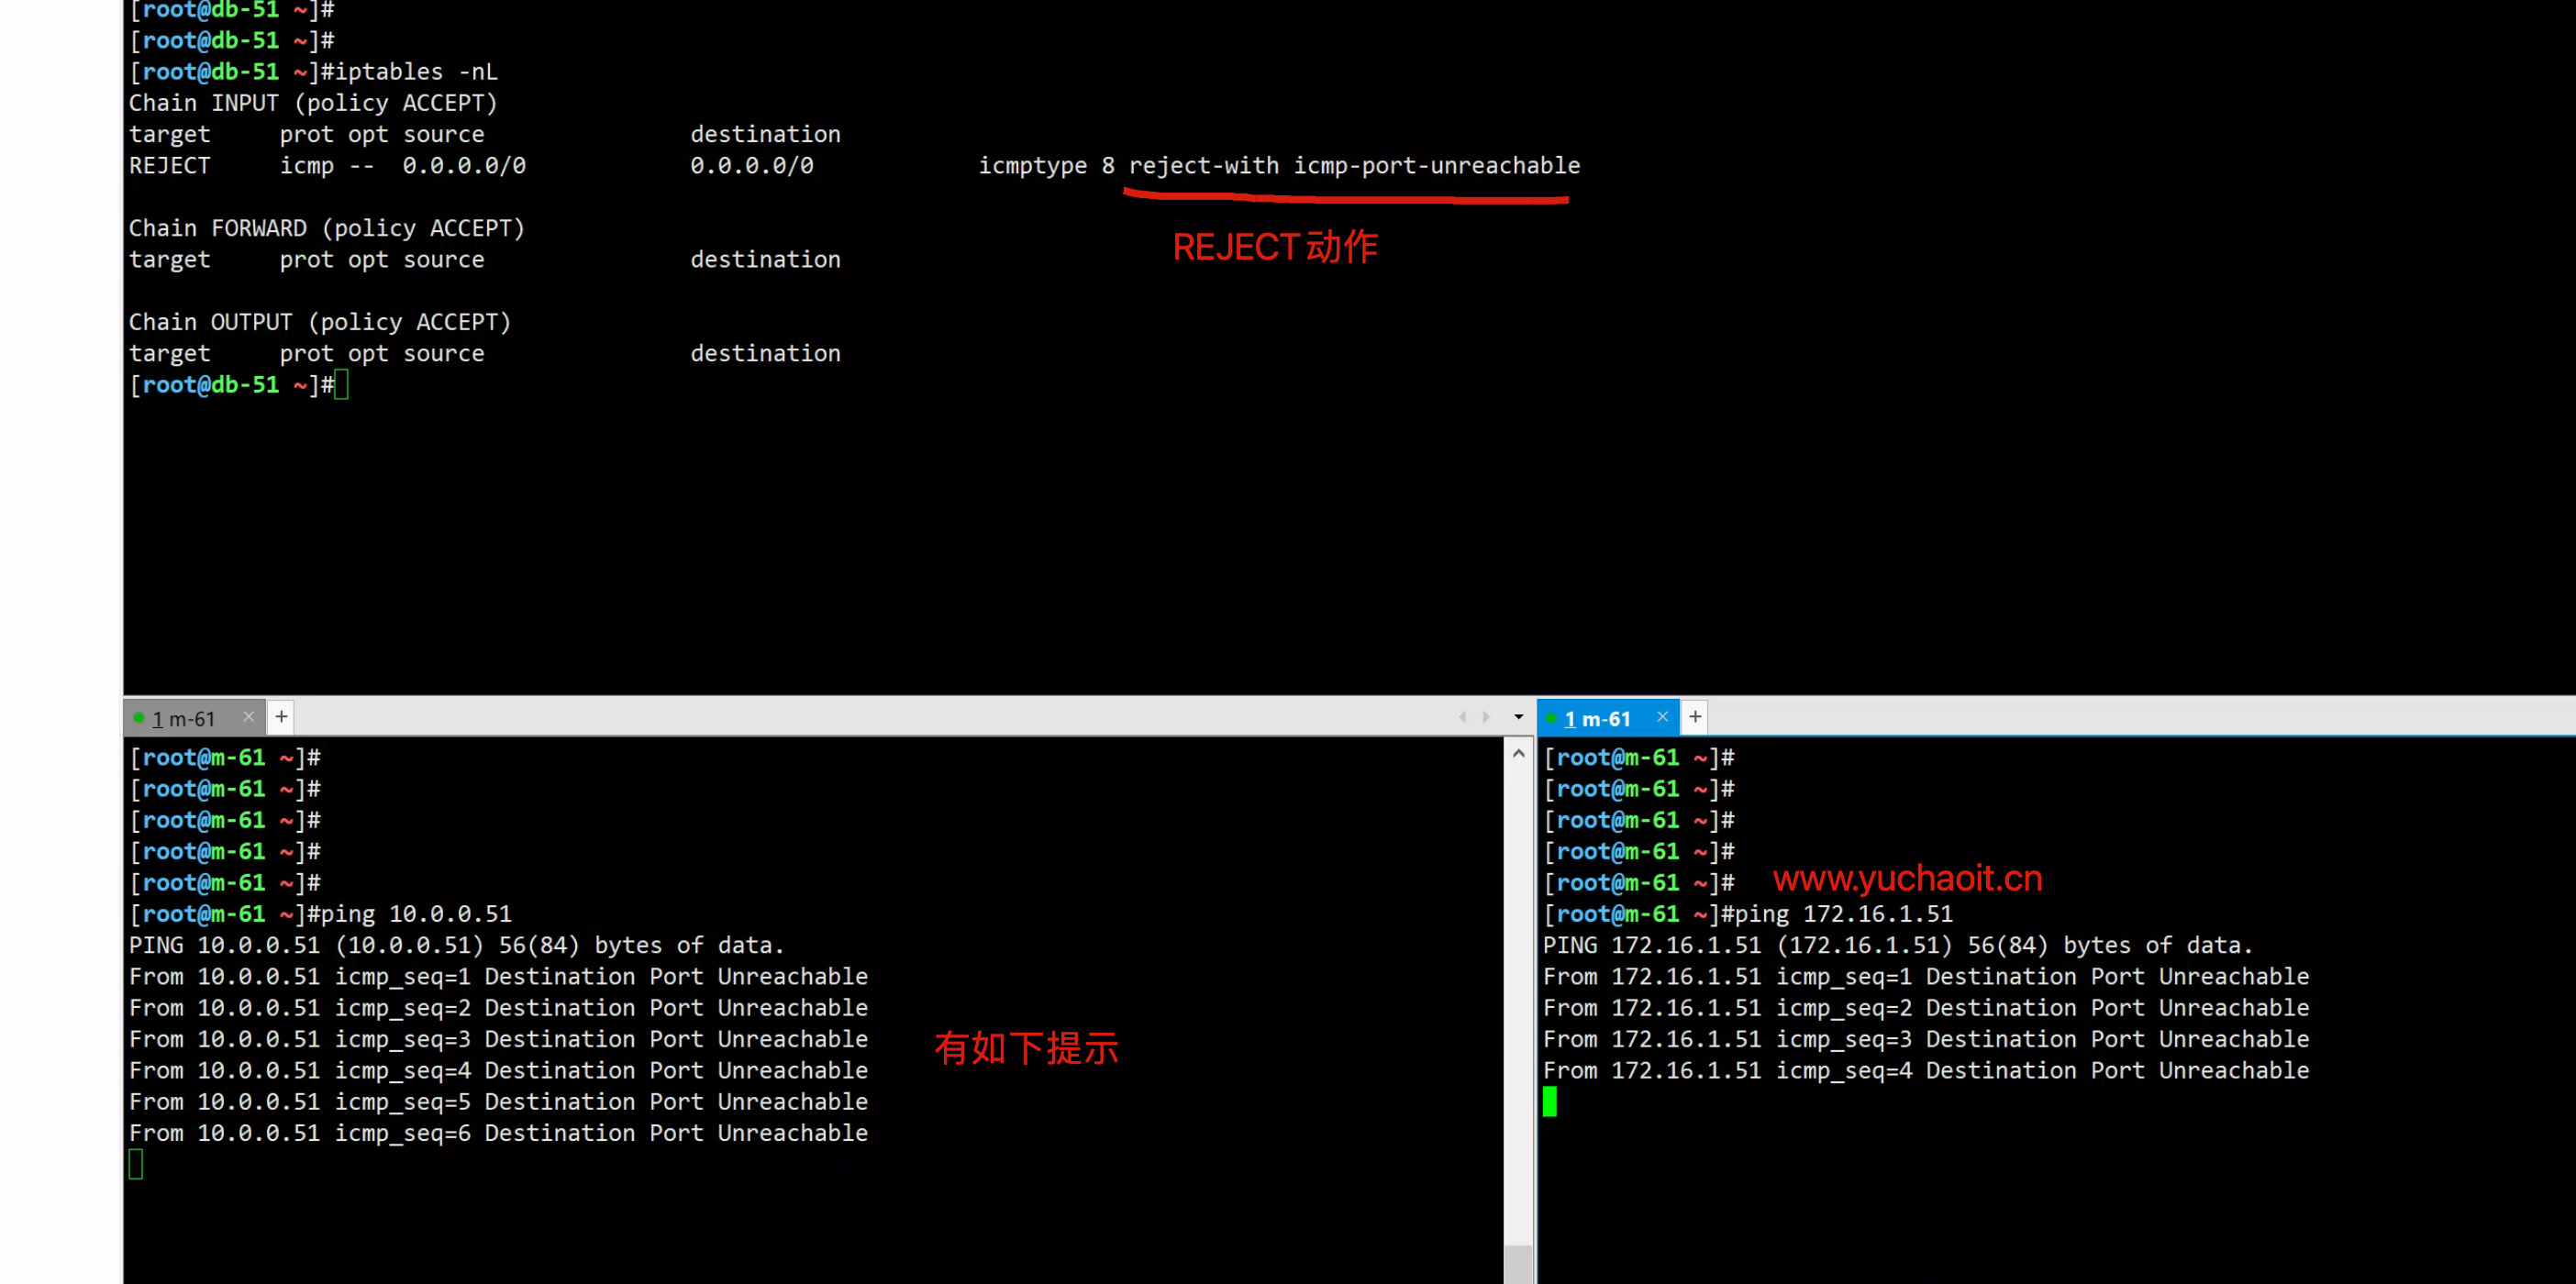 [root@db-51 ~]#
[root@db-51 ~]#
[root@db-51 ~]#iptables -nL
Chain INPUT (policy ACCEPT)
target     prot opt source               destination
REJECT     icmp --  0.0.0.0/0            0.0.0.0/0            icmptype 8 reject-with icmp-port-unreachable
REJECT动作
Chain FORWARD (policy ACCEPT)
target     prot opt source               destination
Chain OUTPUT (policy ACCEPT)
target     prot opt source               destination
[root@db-51 ~]#
1 m-61
[root@m-61 ~]#
[root@m-61 ~]#
[root@m-61 ~]#
[root@m-61 ~]#
[root@m-61 ~]#
[root@m-61 ~]#ping 10.0.0.51
PING 10.0.0.51 (10.0.0.51) 56(84) bytes of data.
From 10.0.0.51 icmp_seq=1 Destination Port Unreachable
From 10.0.0.51 icmp_seq=2 Destination Port Unreachable
From 10.0.0.51 icmp_seq=3 Destination Port Unreachable
有如下提示
From 10.0.0.51 icmp_seq=4 Destination Port Unreachable
From 10.0.0.51 icmp_seq=5 Destination Port Unreachable
From 10.0.0.51 icmp_seq=6 Destination Port Unreachable
1 m-61
[root@m-61 ~]#
[root@m-61 ~]#
[root@m-61 ~]#
[root@m-61 ~]#
[root@m-61 ~]#
www.yuchaoit.cn
[root@m-61 ~]#ping 172.16.1.51
PING 172.16.1.51 (172.16.1.51) 56(84) bytes of data.
From 172.16.1.51 icmp_seq=1 Destination Port Unreachable
From 172.16.1.51 icmp_seq=2 Destination Port Unreachable
From 172.16.1.51 icmp_seq=3 Destination Port Unreachable
From 172.16.1.51 icmp_seq=4 Destination Port Unreachable